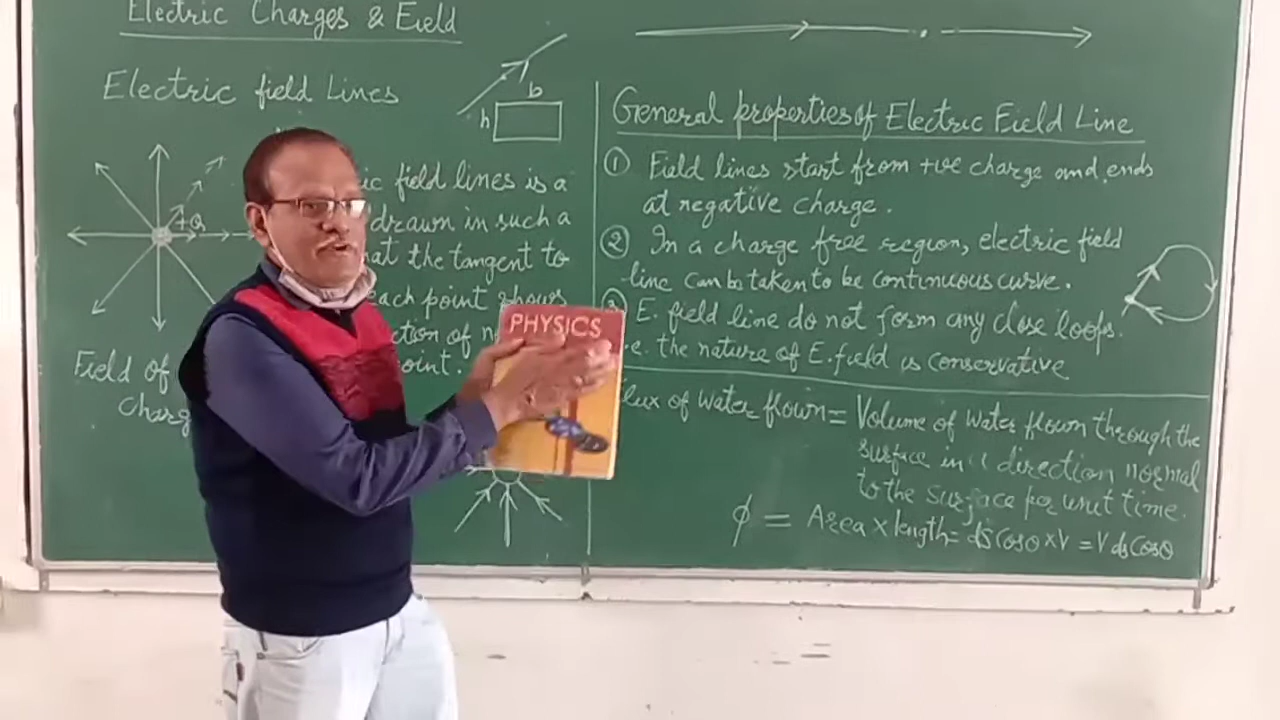 Electric Charges & Field
Electric field Lines
b
h
+Q
ic field lines is a
drawn in such a
at the tangent to
each point shows
ction of n
oint.
Field of
Charg
PHYSICS
General properties of Electric Field Line
① Field lines start from +ve charge and ends
at negative charge.
② In a charge free region, electric field
line can be taken to be continuous curve.
③ E. field line do not form any close loops.
i.e. the nature of E. field is conservative
lux of water flown = Volume of water flown through the
surface in a direction normal
to the surface per unit time.
ϕ = Area × length = ds Cosθ × V = V ds Cosθ